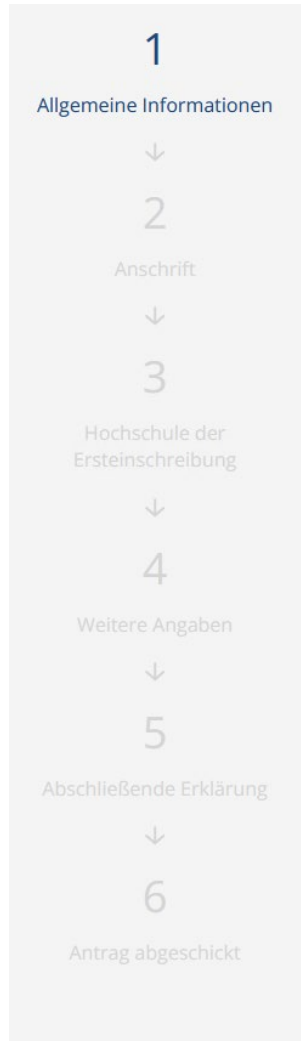 1
Allgemeine Informationen
2
Anschrift
3
Hochschule der
Ersteinschreibung
4
Weitere Angaben
5
Abschließende Erklärung
6
Antrag abgeschickt